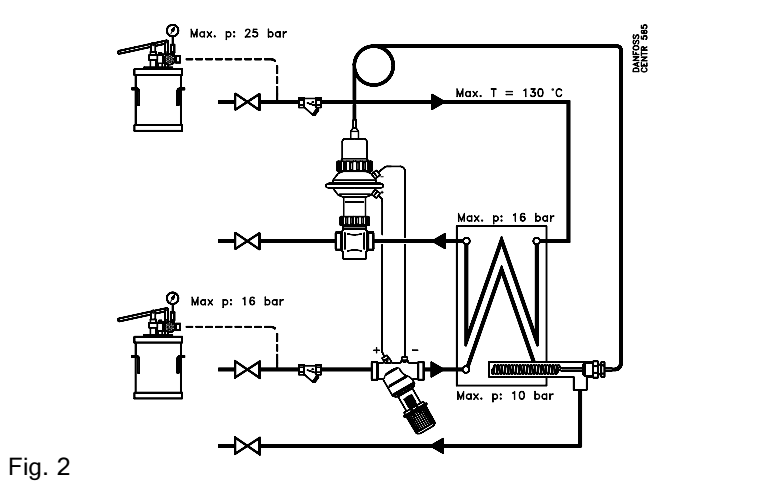 Max. p: 25 bar
DANFOSS
CENTR 585
Max. T = 130 °C
Max. p: 16 bar
Max p: 16 bar
+ −
Max. p: 10 bar
Fig. 2